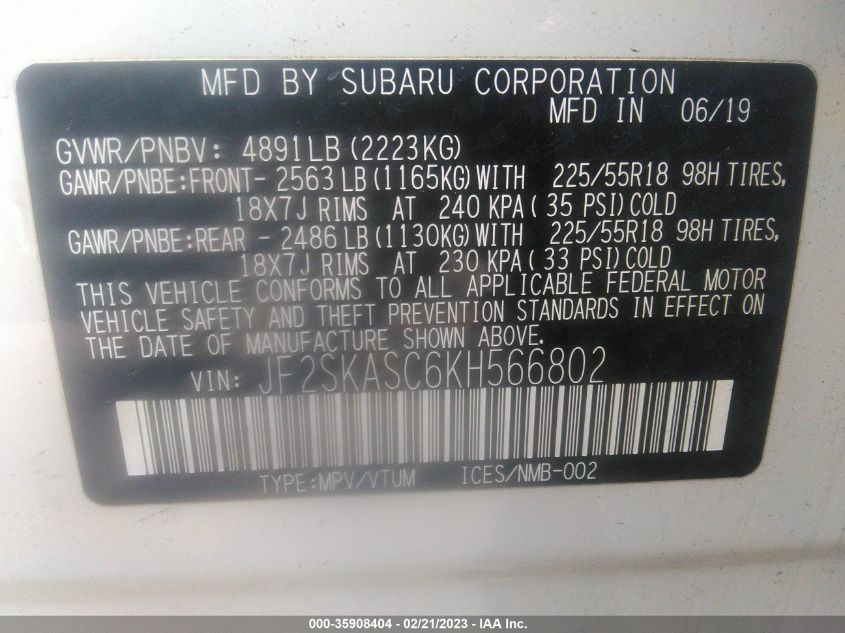 MFD BY SUBARU CORPORATION
MFD IN 06/19
GVWR/PNBV: 4891LB (2223KG)
GAWR/PNBE:FRONT- 2563 LB (1165KG) WITH 225/55R18 98H TIRES,
18X7J RIMS AT 240 KPA( 35 PSI) COLD
GAWR/PNBE:REAR - 2486 LB (1130KG) WITH 225/55R18 98H TIRES,
18X7J RIMS AT 230 KPA( 33 PSI) COLD
THIS VEHICLE CONFORMS TO ALL APPLICABLE FEDERAL MOTOR
VEHICLE SAFETY AND THEFT PREVENTION STANDARDS IN EFFECT ON
THE DATE OF MANUFACTURE SHOWN ABOVE.
VIN: JF2SKASC6KH566802
TYPE:MPV/VTUM ICES/NMB-002
000-35908404 - 02/21/2023 - IAA Inc.